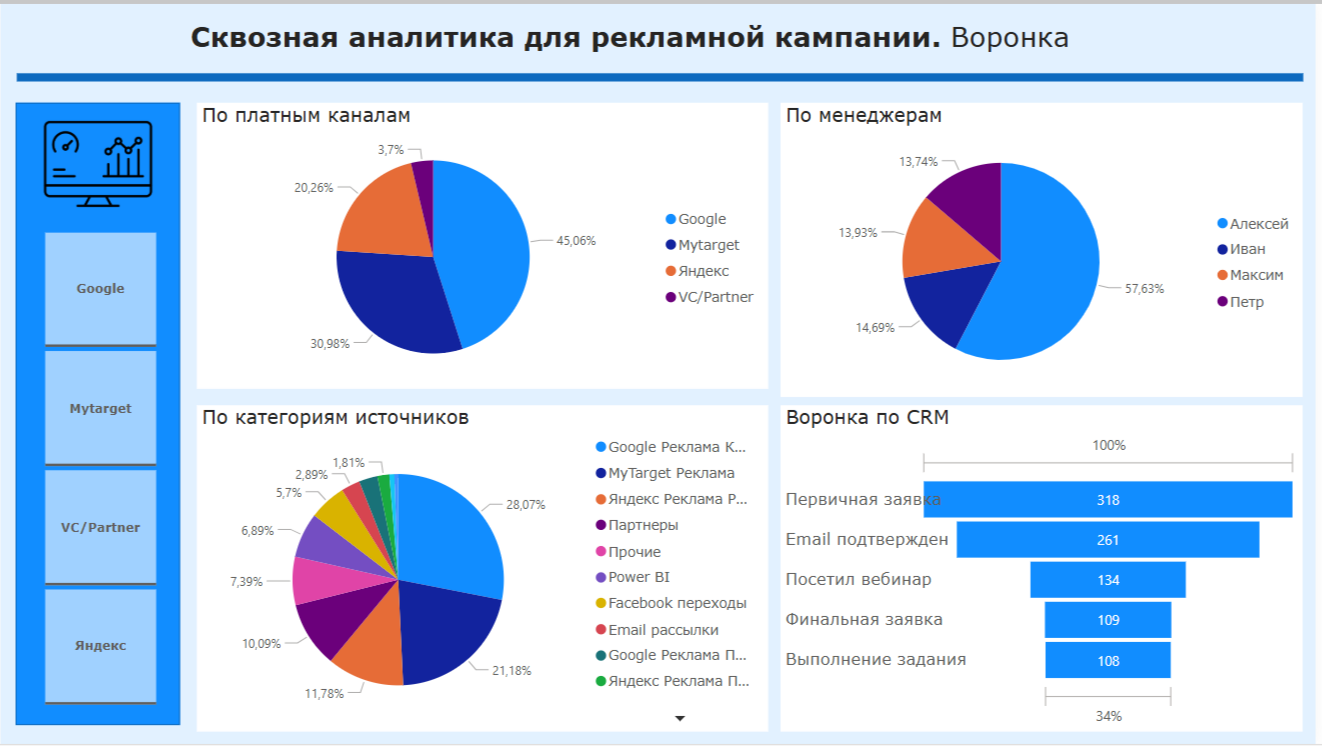 Сквозная аналитика для рекламной кампании. Воронка
Google
Mytarget
VC/Partner
Яндекс
По платным каналам
3,7%
20,26%
45,06%
30,98%
Google
Mytarget
Яндекс
VC/Partner
По менеджерам
13,74%
13,93%
57,63%
14,69%
Алексей
Иван
Максим
Петр
По категориям источников
1,81%
2,89%
5,7%
28,07%
6,89%
7,39%
10,09%
21,18%
11,78%
Google Реклама К...
MyTarget Реклама
Яндекс Реклама Р...
Партнеры
Прочие
Power BI
Facebook переходы
Email рассылки
Google Реклама П...
Яндекс Реклама П...
Воронка по CRM
100%
Первичная заявка 318
Email подтвержден 261
Посетил вебинар 134
Финальная заявка 109
Выполнение задания 108
34%